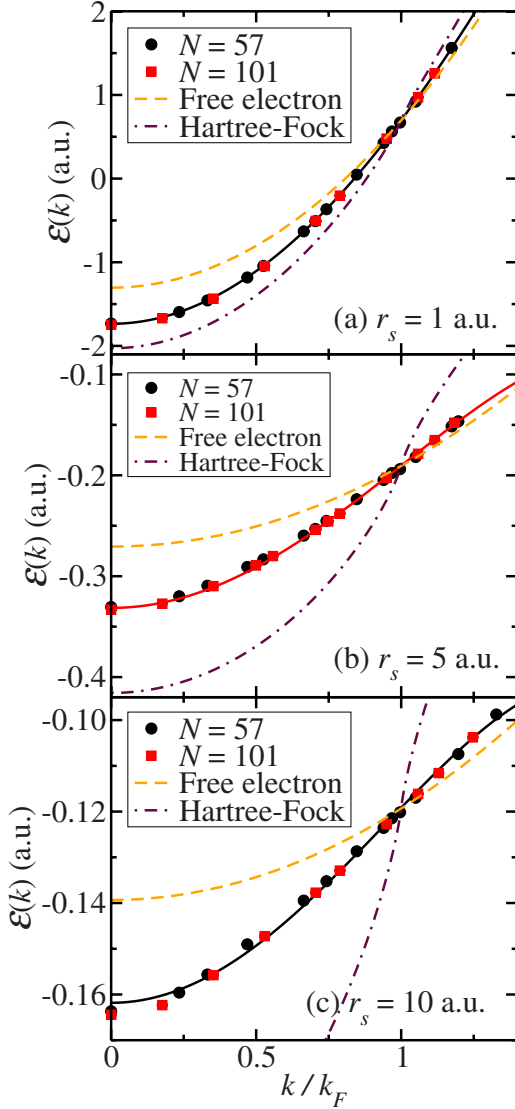 2
1
0
-1
-2
ℰ(k) (a.u.)
N = 57
N = 101
Free electron
Hartree-Fock
(a) r_s = 1 a.u.
-0.1
-0.2
-0.3
-0.4
ℰ(k) (a.u.)
N = 57
N = 101
Free electron
Hartree-Fock
(b) r_s = 5 a.u.
-0.10
-0.12
-0.14
-0.16
ℰ(k) (a.u.)
N = 57
N = 101
Free electron
Hartree-Fock
(c) r_s = 10 a.u.
0 0.5 1
k / k_F